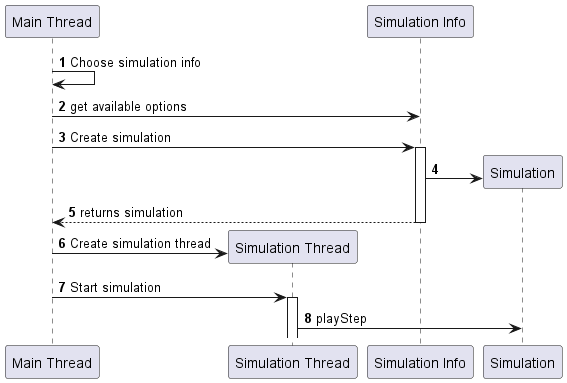 Main Thread
Simulation Info
1 Choose simulation info
2 get available options
3 Create simulation
4
Simulation
5 returns simulation
6 Create simulation thread
Simulation Thread
7 Start simulation
8 playStep
Main Thread
Simulation Thread
Simulation Info
Simulation